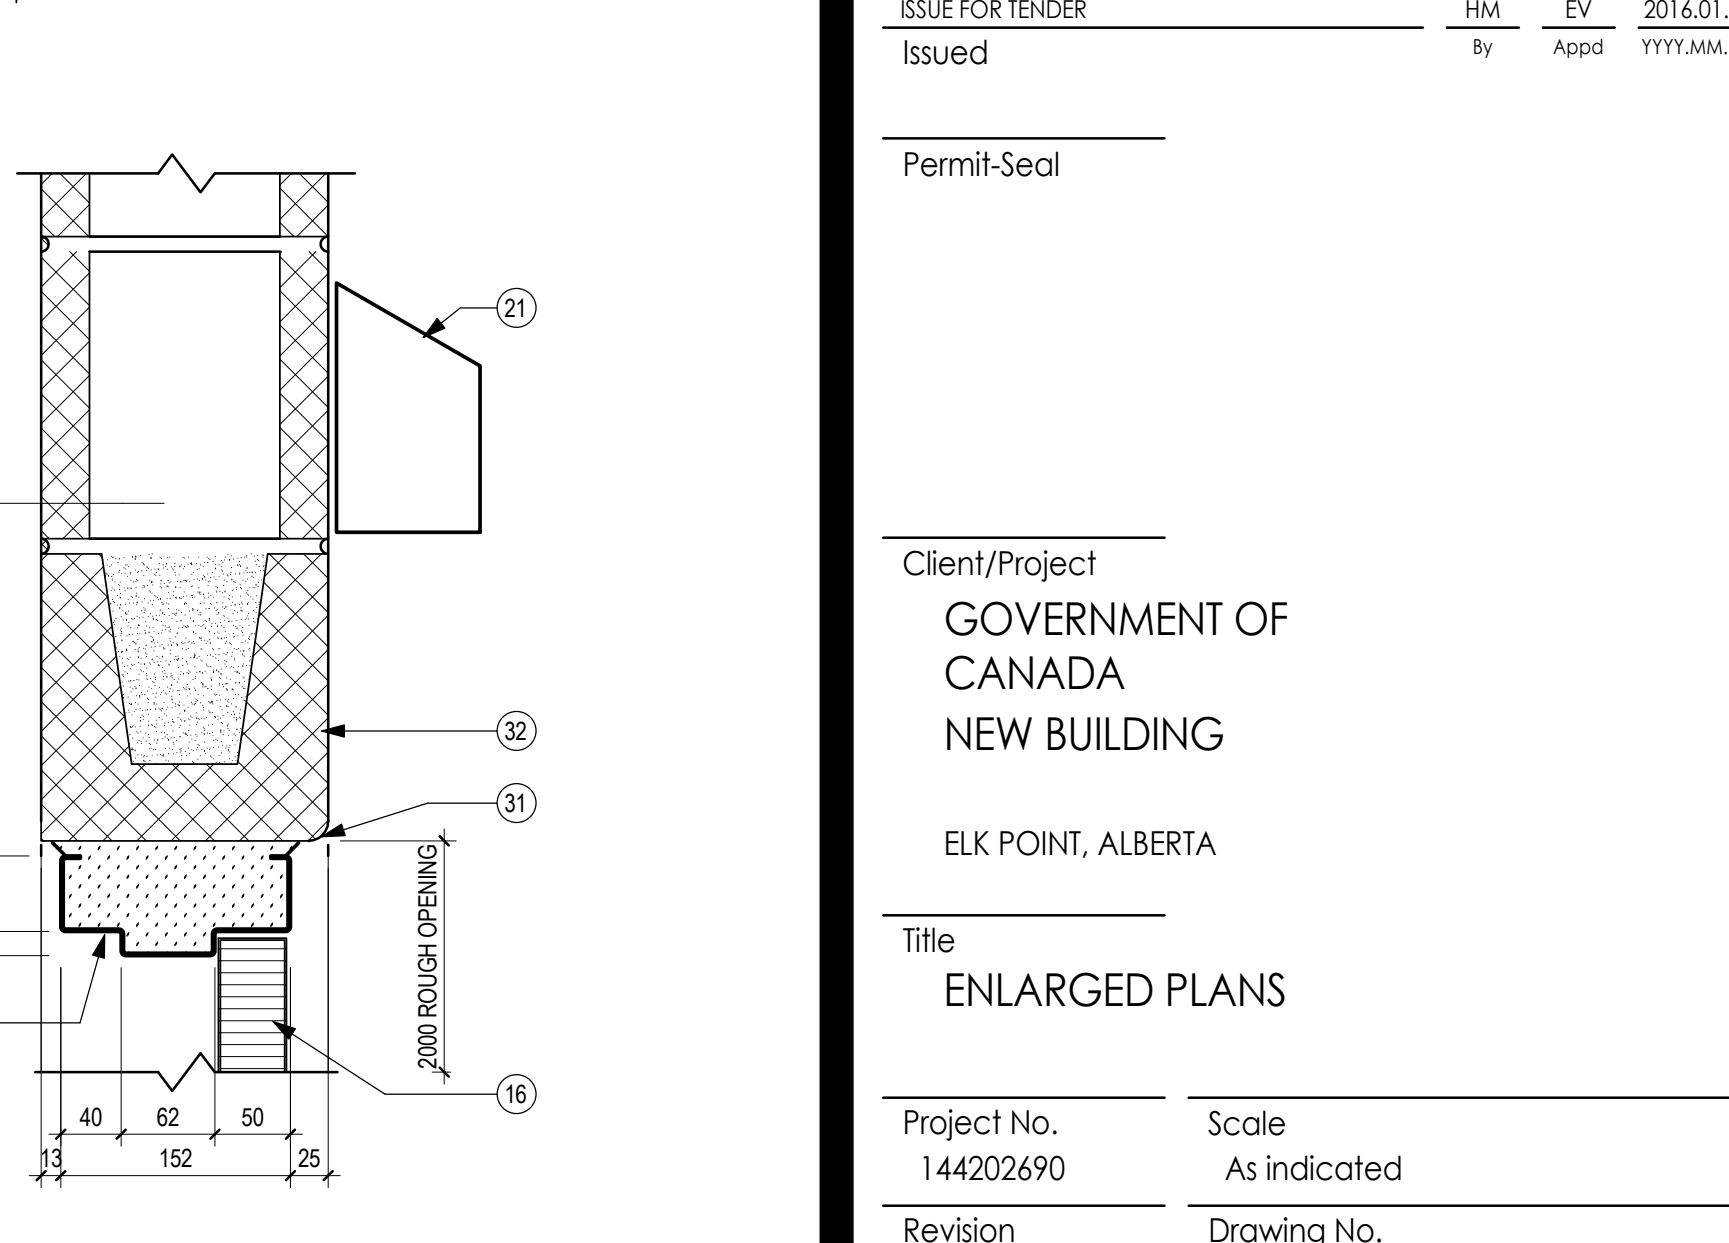 21
32
31
2000 ROUGH OPENING
16
40 62 50
13 152 25
ISSUE FOR TENDER HM EV 2016.01.
Issued By Appd YYYY.MM.
Permit-Seal
Client/Project
GOVERNMENT OF
CANADA
NEW BUILDING
ELK POINT, ALBERTA
Title
ENLARGED PLANS
Project No. Scale
144202690 As indicated
Revision Drawing No.